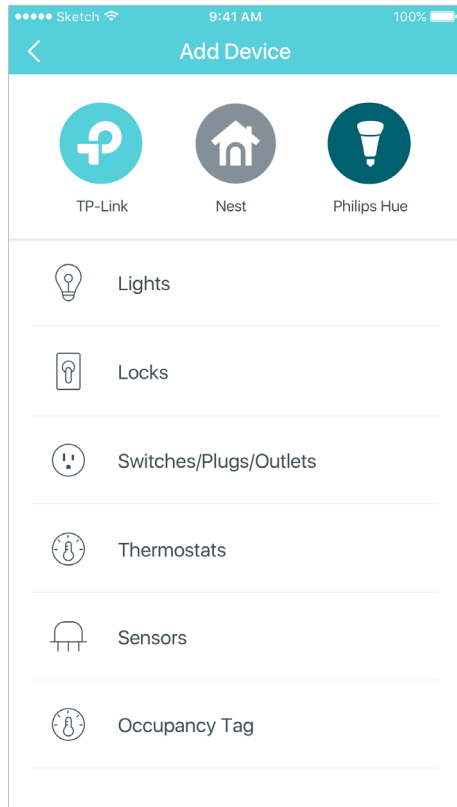 Sketch 9:41 AM 100%
Add Device
TP-Link Nest Philips Hue
Lights
Locks
Switches/Plugs/Outlets
Thermostats
Sensors
Occupancy Tag